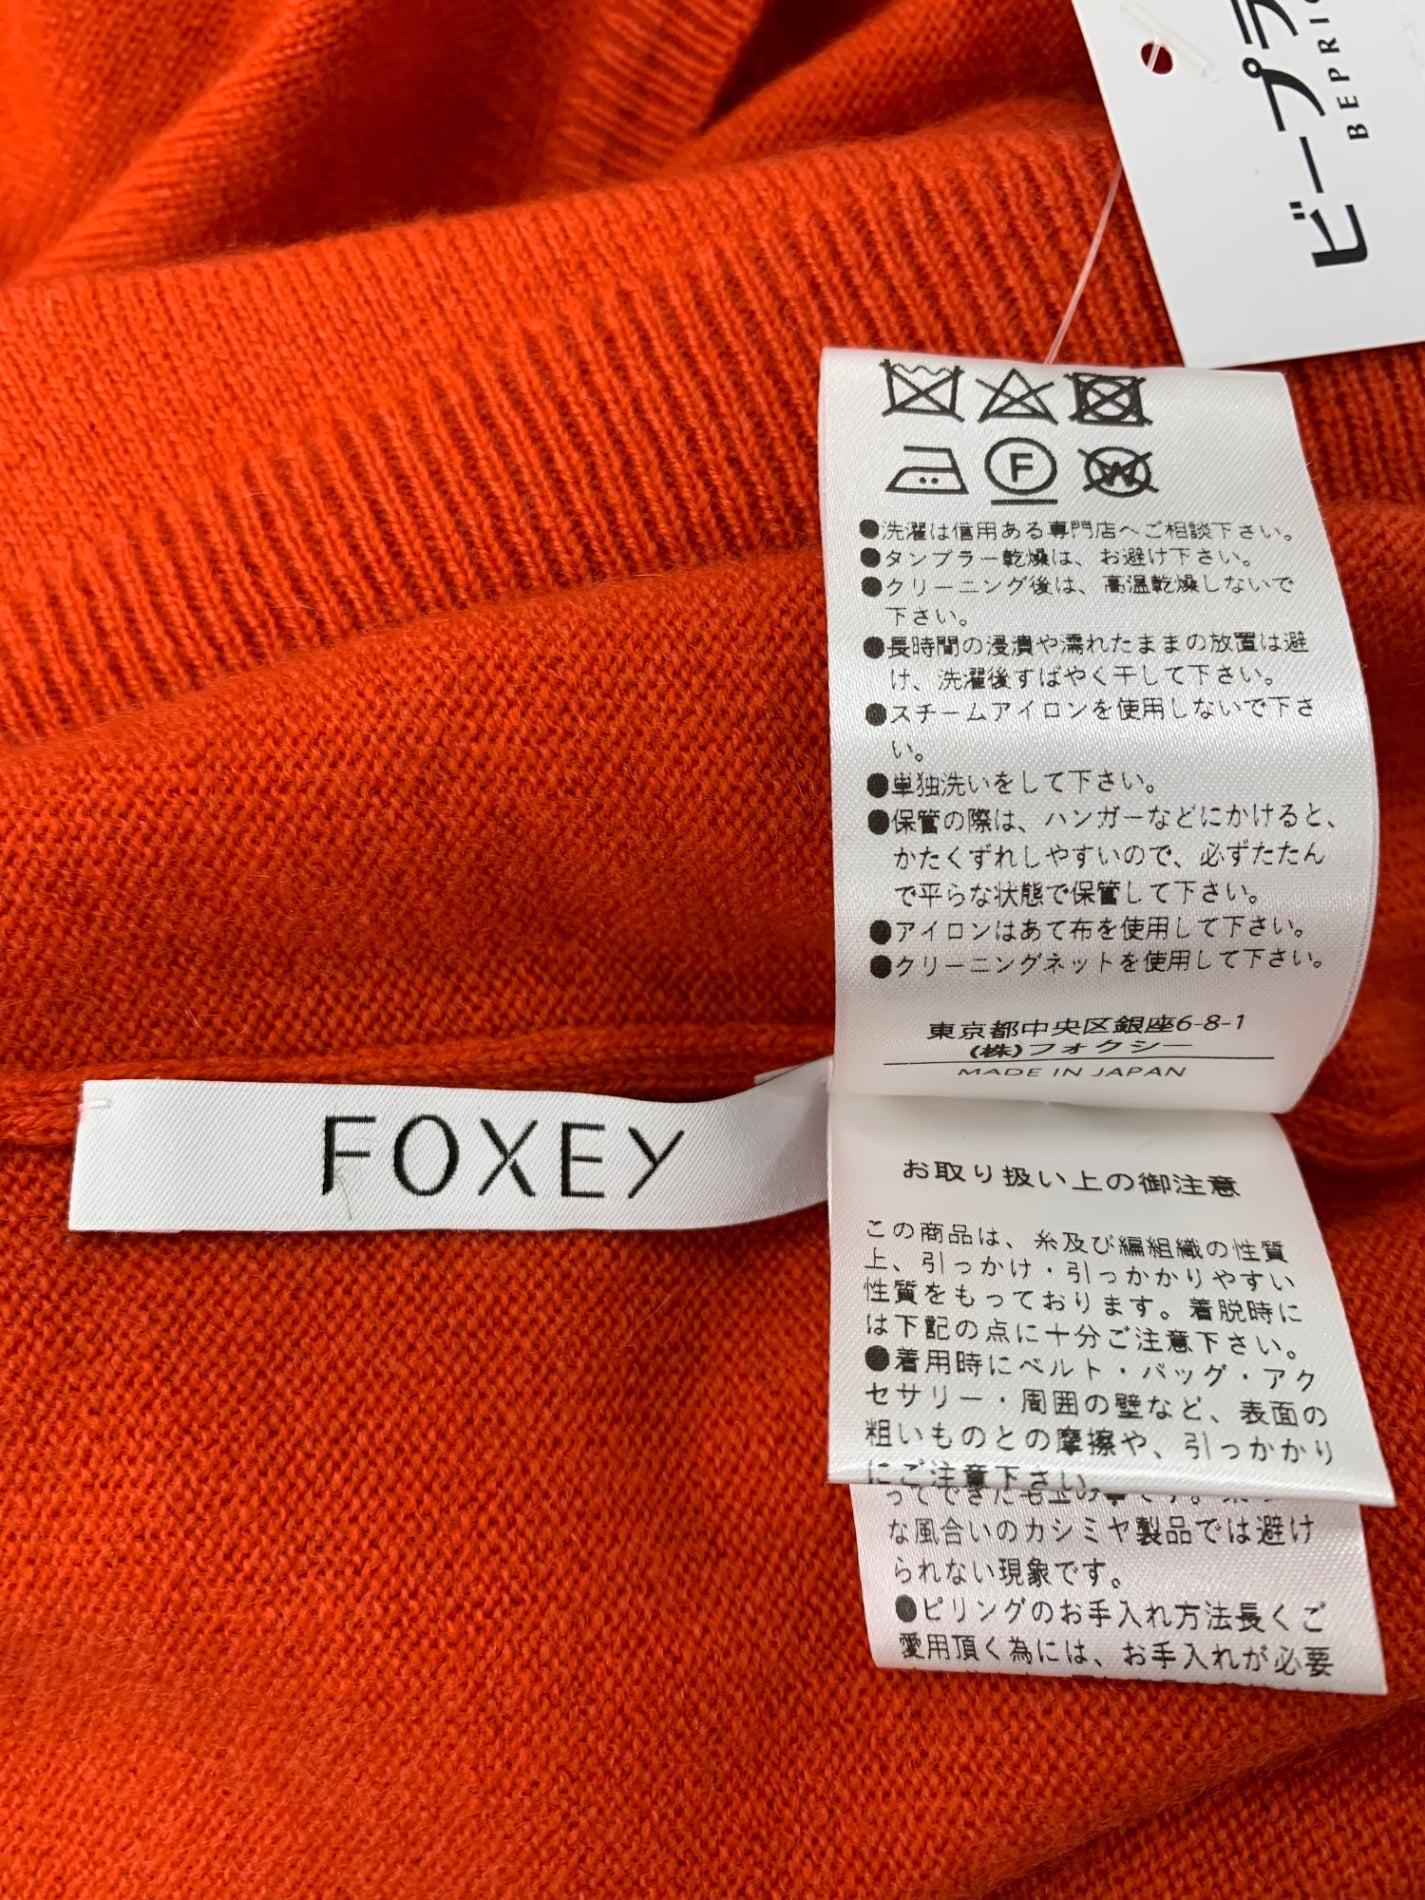 ビープラ
BEPRI
F
W
●洗濯は信用ある専門店へご相談下さい。
●タンブラー乾燥は、お避け下さい。
●クリーニング後は、高温乾燥しないで
下さい。
●長時間の浸漬や濡れたままの放置は避
け、洗濯後すばやく干して下さい。
●スチームアイロンを使用しないで下さ
い。
●単独洗いをして下さい。
●保管の際は、ハンガーなどにかけると、
かたくずれしやすいので、必ずたたん
で平らな状態で保管して下さい。
●アイロンはあて布を使用して下さい。
●クリーニングネットを使用して下さい。
東京都中央区銀座6-8-1
(株)フォクシー
MADE IN JAPAN
FOXEY
お取り扱い上の御注意
この商品は、糸及び編組織の性質
上、引っかけ・引っかかりやすい
性質をもっております。着脱時に
は下記の点に十分ご注意下さい。
●着用時にベルト・バッグ・アク
セサリー・周囲の壁など、表面の
粗いものとの摩擦や、引っかかり
にご注意下さい。
な風合いのカシミヤ製品では避け
られない現象です。
●ピリングのお手入れ方法長くご
愛用頂く為には、お手入れが必要